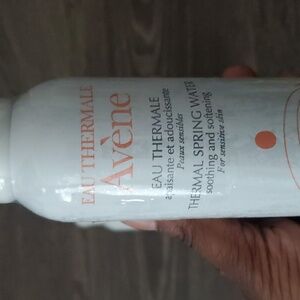 EAU THERMALE
Avène
EAU THERMALE
apaisante et adoucissante
Peaux sensibles
THERMAL SPRING WATER
soothing and softening
For sensitive skin